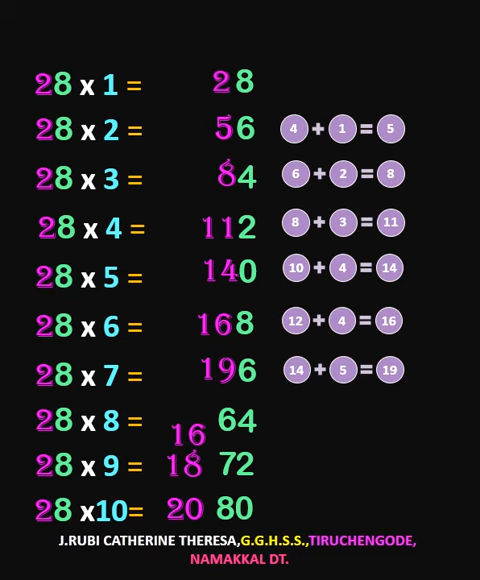 28 x 1 = 28
28 x 2 = 56 4 + 1 = 5
28 x 3 = 84 6 + 2 = 8
28 x 4 = 112 8 + 3 = 11
28 x 5 = 140 10 + 4 = 14
28 x 6 = 168 12 + 4 = 16
28 x 7 = 196 14 + 5 = 19
28 x 8 = 16 64
28 x 9 = 18 72
28 x10= 20 80
J.RUBI CATHERINE THERESA,G.G.H.S.S.,TIRUCHENGODE,
NAMAKKAL DT.